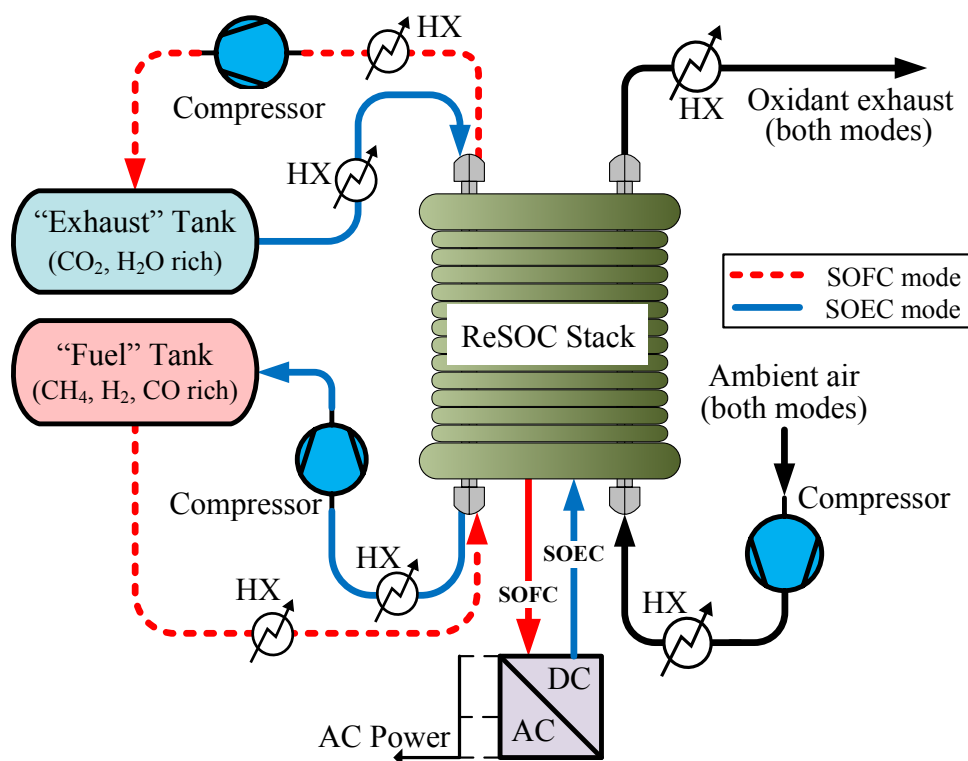 HX
Compressor
HX
HX
Oxidant exhaust
(both modes)
“Exhaust” Tank
(CO₂, H₂O rich)
SOFC mode
SOEC mode
ReSOC Stack
“Fuel” Tank
(CH₄, H₂, CO rich)
Ambient air
(both modes)
Compressor
Compressor
HX
SOEC
SOFC
HX
HX
DC
AC
AC Power